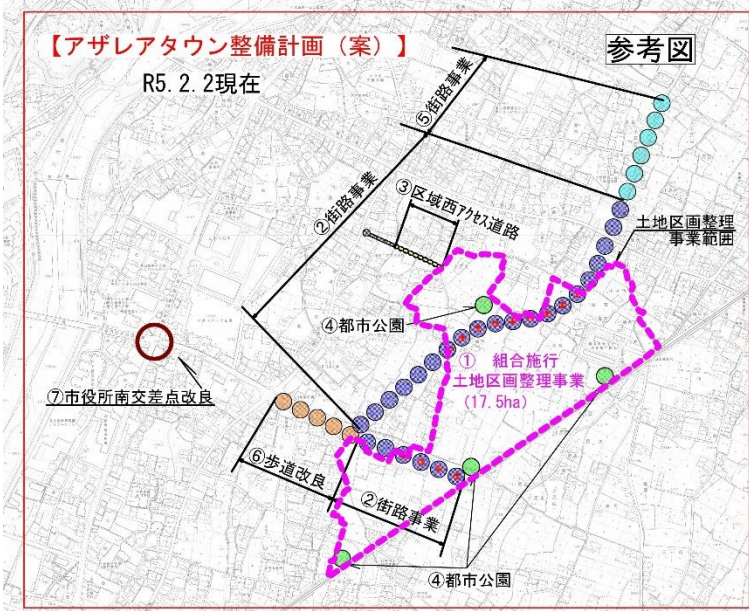 【アザレアタウン整備計画（案）】
参考図
R5.2.2現在
⑤街路事業
②街路事業
③区域西アクセス道路
土地区画整理
事業範囲
④都市公園
① 組合施行
土地区画整理事業
（17.5ha）
⑦市役所南交差点改良
⑥歩道改良
②街路事業
④都市公園